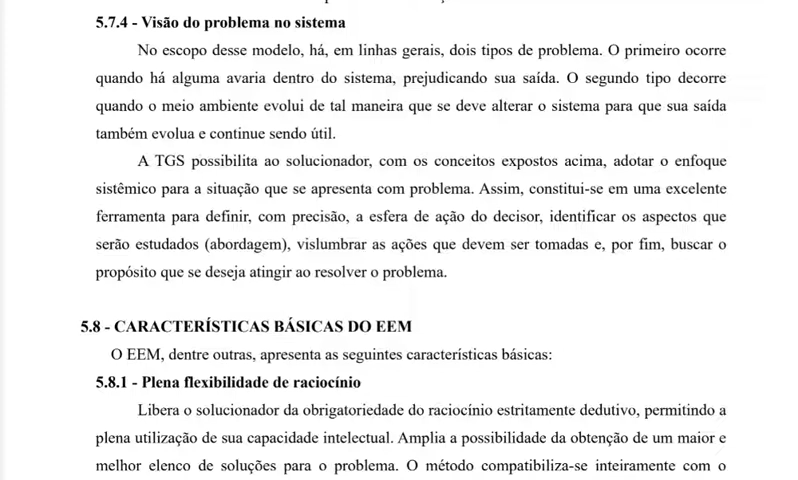 5.7.4 - Visão do problema no sistema
No escopo desse modelo, há, em linhas gerais, dois tipos de problema. O primeiro ocorre
quando há alguma avaria dentro do sistema, prejudicando sua saída. O segundo tipo decorre
quando o meio ambiente evolui de tal maneira que se deve alterar o sistema para que sua saída
também evolua e continue sendo útil.
A TGS possibilita ao solucionador, com os conceitos expostos acima, adotar o enfoque
sistêmico para a situação que se apresenta com problema. Assim, constitui-se em uma excelente
ferramenta para definir, com precisão, a esfera de ação do decisor, identificar os aspectos que
serão estudados (abordagem), vislumbrar as ações que devem ser tomadas e, por fim, buscar o
propósito que se deseja atingir ao resolver o problema.
5.8 - CARACTERÍSTICAS BÁSICAS DO EEM
O EEM, dentre outras, apresenta as seguintes características básicas:
5.8.1 - Plena flexibilidade de raciocínio
Libera o solucionador da obrigatoriedade do raciocínio estritamente dedutivo, permitindo a
plena utilização de sua capacidade intelectual. Amplia a possibilidade da obtenção de um maior e
melhor elenco de soluções para o problema. O método compatibiliza-se inteiramente com o